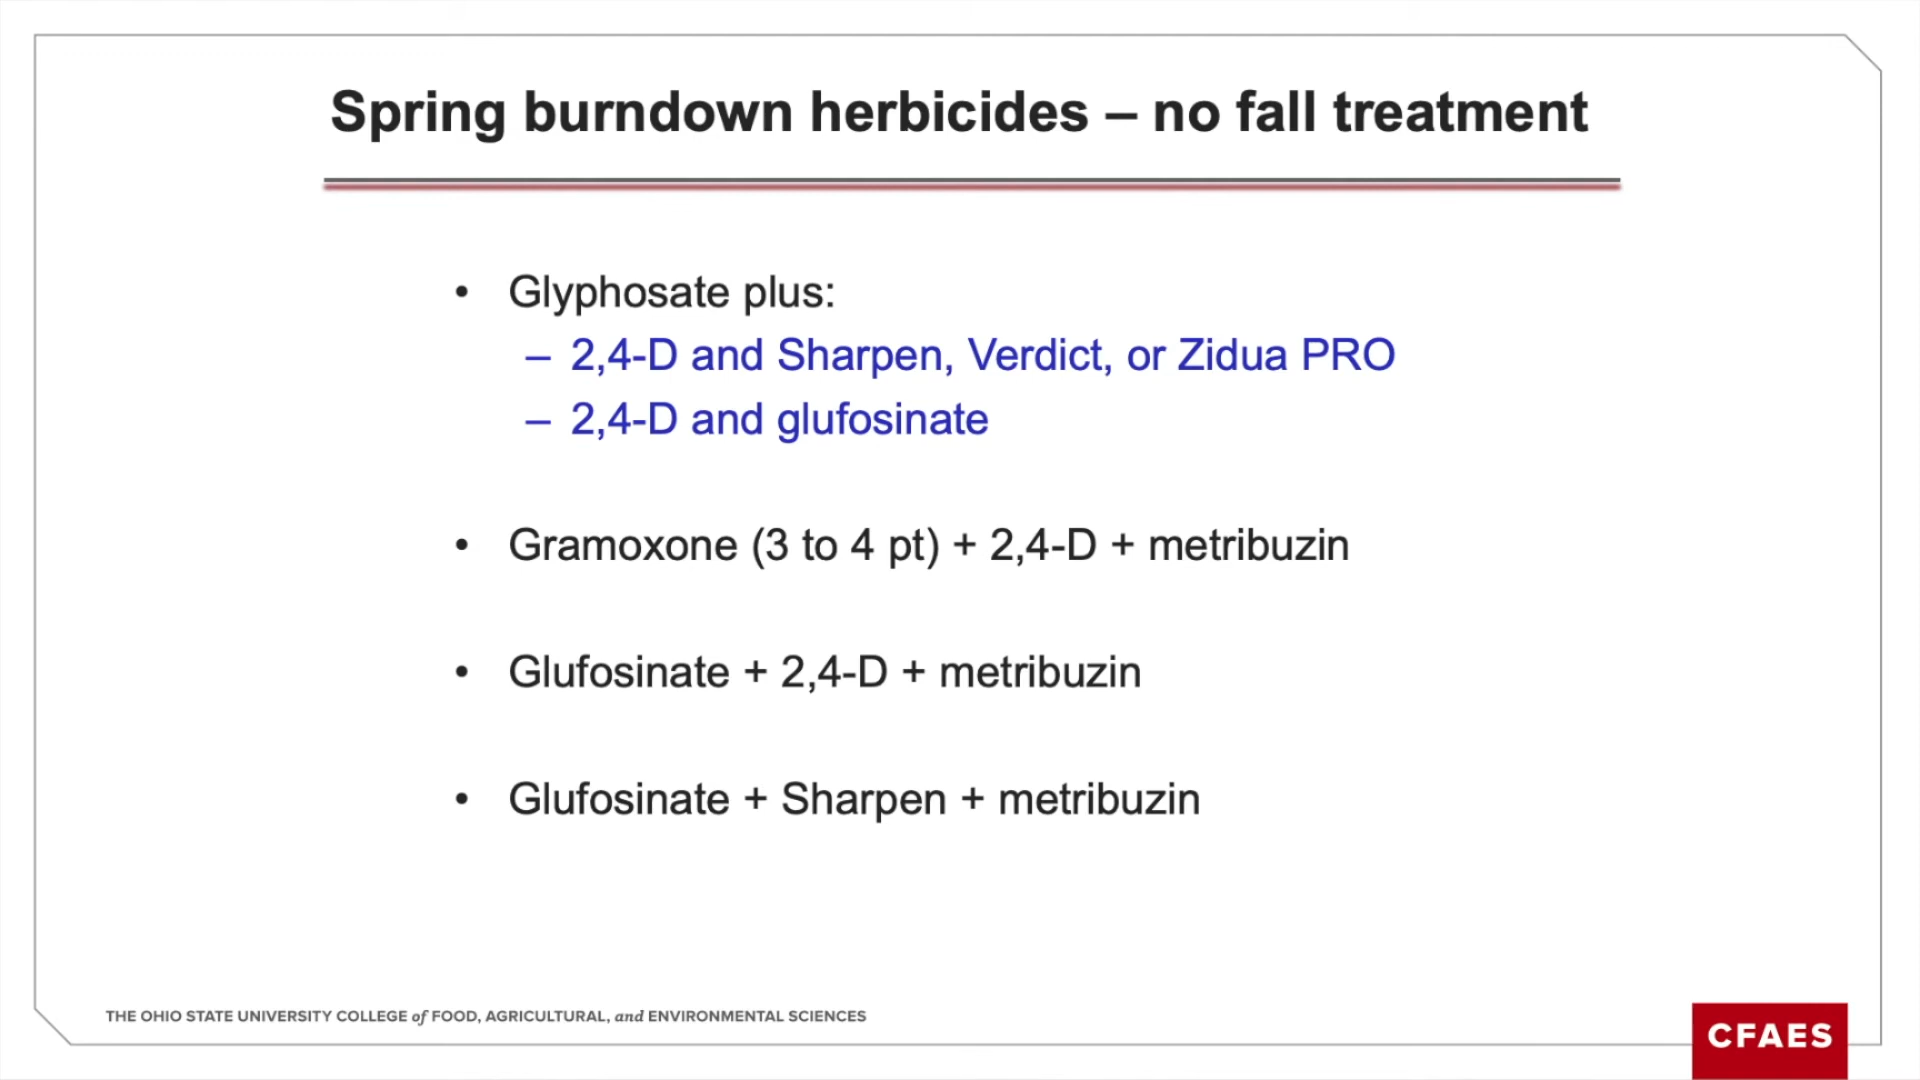 Spring burndown herbicides – no fall treatment
• Glyphosate plus:
– 2,4-D and Sharpen, Verdict, or Zidua PRO
– 2,4-D and glufosinate
• Gramoxone (3 to 4 pt) + 2,4-D + metribuzin
• Glufosinate + 2,4-D + metribuzin
• Glufosinate + Sharpen + metribuzin
THE OHIO STATE UNIVERSITY COLLEGE of FOOD, AGRICULTURAL, and ENVIRONMENTAL SCIENCES
CFAES